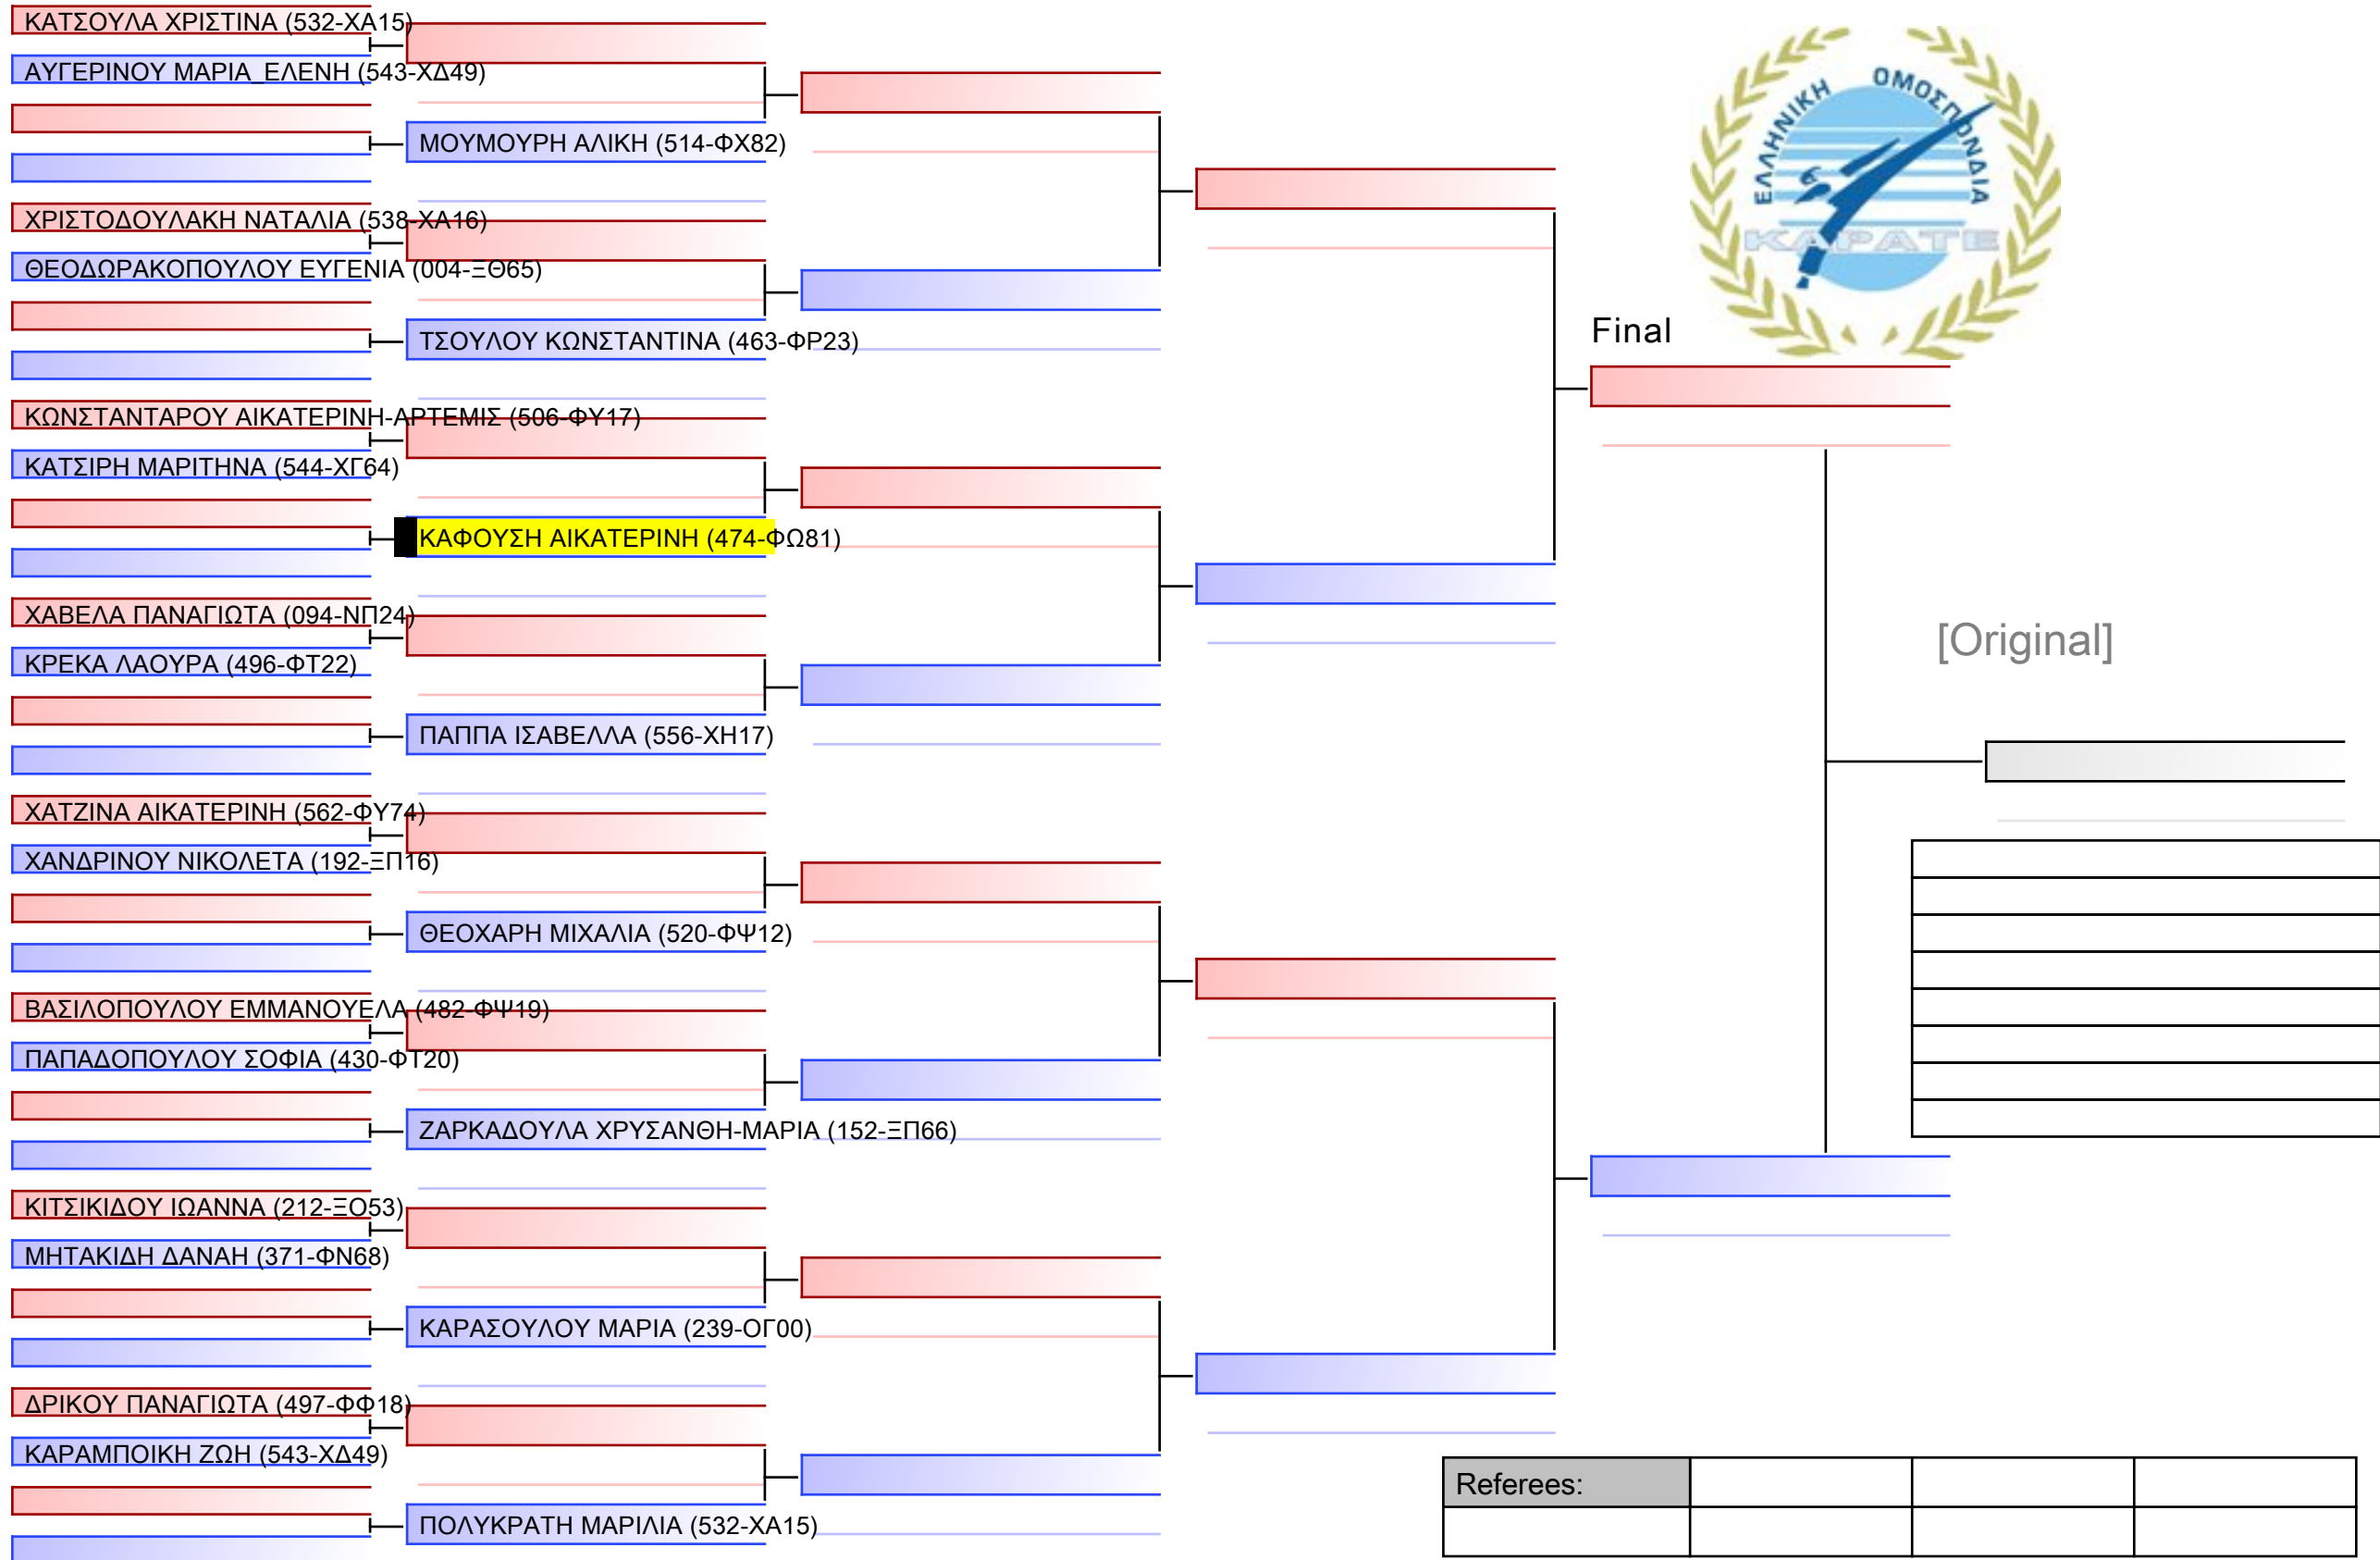 ΚΑΤΣΟΥΛΑ ΧΡΙΣΤΙΝΑ (532-ΧΑ15)
ΑΥΓΕΡΙΝΟΥ ΜΑΡΙΑ_ΕΛΕΝΗ (543-ΧΔ49)
ΜΟΥΜΟΥΡΗ ΑΛΙΚΗ (514-ΦΧ82)
ΧΡΙΣΤΟΔΟΥΛΑΚΗ ΝΑΤΑΛΙΑ (538-ΧΑ16)
ΘΕΟΔΩΡΑΚΟΠΟΥΛΟΥ ΕΥΓΕΝΙΑ (004-ΞΘ65)
ΤΣΟΥΛΟΥ ΚΩΝΣΤΑΝΤΙΝΑ (463-ΦΡ23)
ΚΩΝΣΤΑΝΤΑΡΟΥ ΑΙΚΑΤΕΡΙΝΗ-ΑΡΤΕΜΙΣ (506-ΦΥ17)
ΚΑΤΣΙΡΗ ΜΑΡΙΤΗΝΑ (544-ΧΓ64)
ΚΑΦΟΥΣΗ ΑΙΚΑΤΕΡΙΝΗ (474-ΦΩ81)
ΧΑΒΕΛΑ ΠΑΝΑΓΙΩΤΑ (094-ΝΠ24)
ΚΡΕΚΑ ΛΑΟΥΡΑ (496-ΦΤ22)
ΠΑΠΠΑ ΙΣΑΒΕΛΛΑ (556-ΧΗ17)
ΧΑΤΖΙΝΑ ΑΙΚΑΤΕΡΙΝΗ (562-ΦΥ74)
ΧΑΝΔΡΙΝΟΥ ΝΙΚΟΛΕΤΑ (192-ΞΠ16)
ΘΕΟΧΑΡΗ ΜΙΧΑΛΙΑ (520-ΦΨ12)
ΒΑΣΙΛΟΠΟΥΛΟΥ ΕΜΜΑΝΟΥΕΛΑ (482-ΦΨ19)
ΠΑΠΑΔΟΠΟΥΛΟΥ ΣΟΦΙΑ (430-ΦΤ20)
ΖΑΡΚΑΔΟΥΛΑ ΧΡΥΣΑΝΘΗ-ΜΑΡΙΑ (152-ΞΠ66)
ΚΙΤΣΙΚΙΔΟΥ ΙΩΑΝΝΑ (212-ΞΟ53)
ΜΗΤΑΚΙΔΗ ΔΑΝΑΗ (371-ΦΝ68)
ΚΑΡΑΣΟΥΛΟΥ ΜΑΡΙΑ (239-ΟΓ00)
ΔΡΙΚΟΥ ΠΑΝΑΓΙΩΤΑ (497-ΦΦ18)
ΚΑΡΑΜΠΟΙΚΗ ΖΩΗ (543-ΧΔ49)
ΠΟΛΥΚΡΑΤΗ ΜΑΡΙΛΙΑ (532-ΧΑ15)
ΕΛΛΗΝΙΚΗ ΟΜΟΣΠΟΝΔΙΑ
ΚΑΡΑΤΕ
Final
[Original]
Referees: